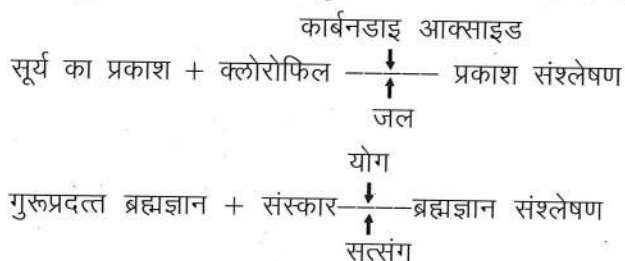 कार्बनडाइ आक्साइड
सूर्य का प्रकाश + क्लोरोफिल ——— प्रकाश संश्लेषण
जल
योग
गुरूप्रदत्त ब्रह्मज्ञान + संस्कार———ब्रह्मज्ञान संश्लेषण
सत्संग